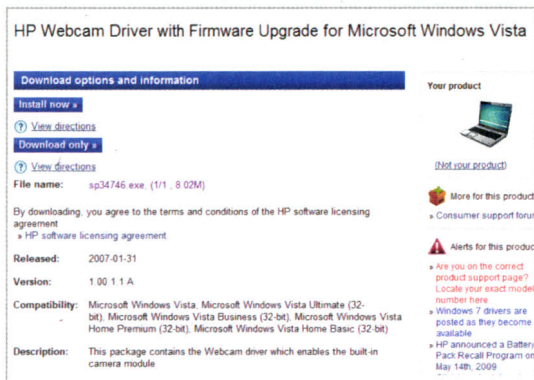 HP Webcam Driver with Firmware Upgrade for Microsoft Windows Vista
Download options and information
Install now »
? View directions
Download only »
? View directions
File name: sp34746.exe. (1/1 , 8.02M)
By downloading, you agree to the terms and conditions of the HP software licensing
agreement
» HP software licensing agreement
Released: 2007-01-31
Version: 1.00.1.1 A
Compatibility: Microsoft Windows Vista, Microsoft Windows Vista Ultimate (32-
bit), Microsoft Windows Vista Business (32-bit), Microsoft Windows Vista
Home Premium (32-bit), Microsoft Windows Vista Home Basic (32-bit)
Description: This package contains the Webcam driver which enables the built-in
camera module
Your product
(Not your product)
More for this product
» Consumer support forum
Alerts for this produc
» Are you on the correct
product support page?
Locate your exact model
number here
» Windows 7 drivers are
posted as they become
available
» HP announced a Battery
Pack Recall Program on
May 14th, 2009